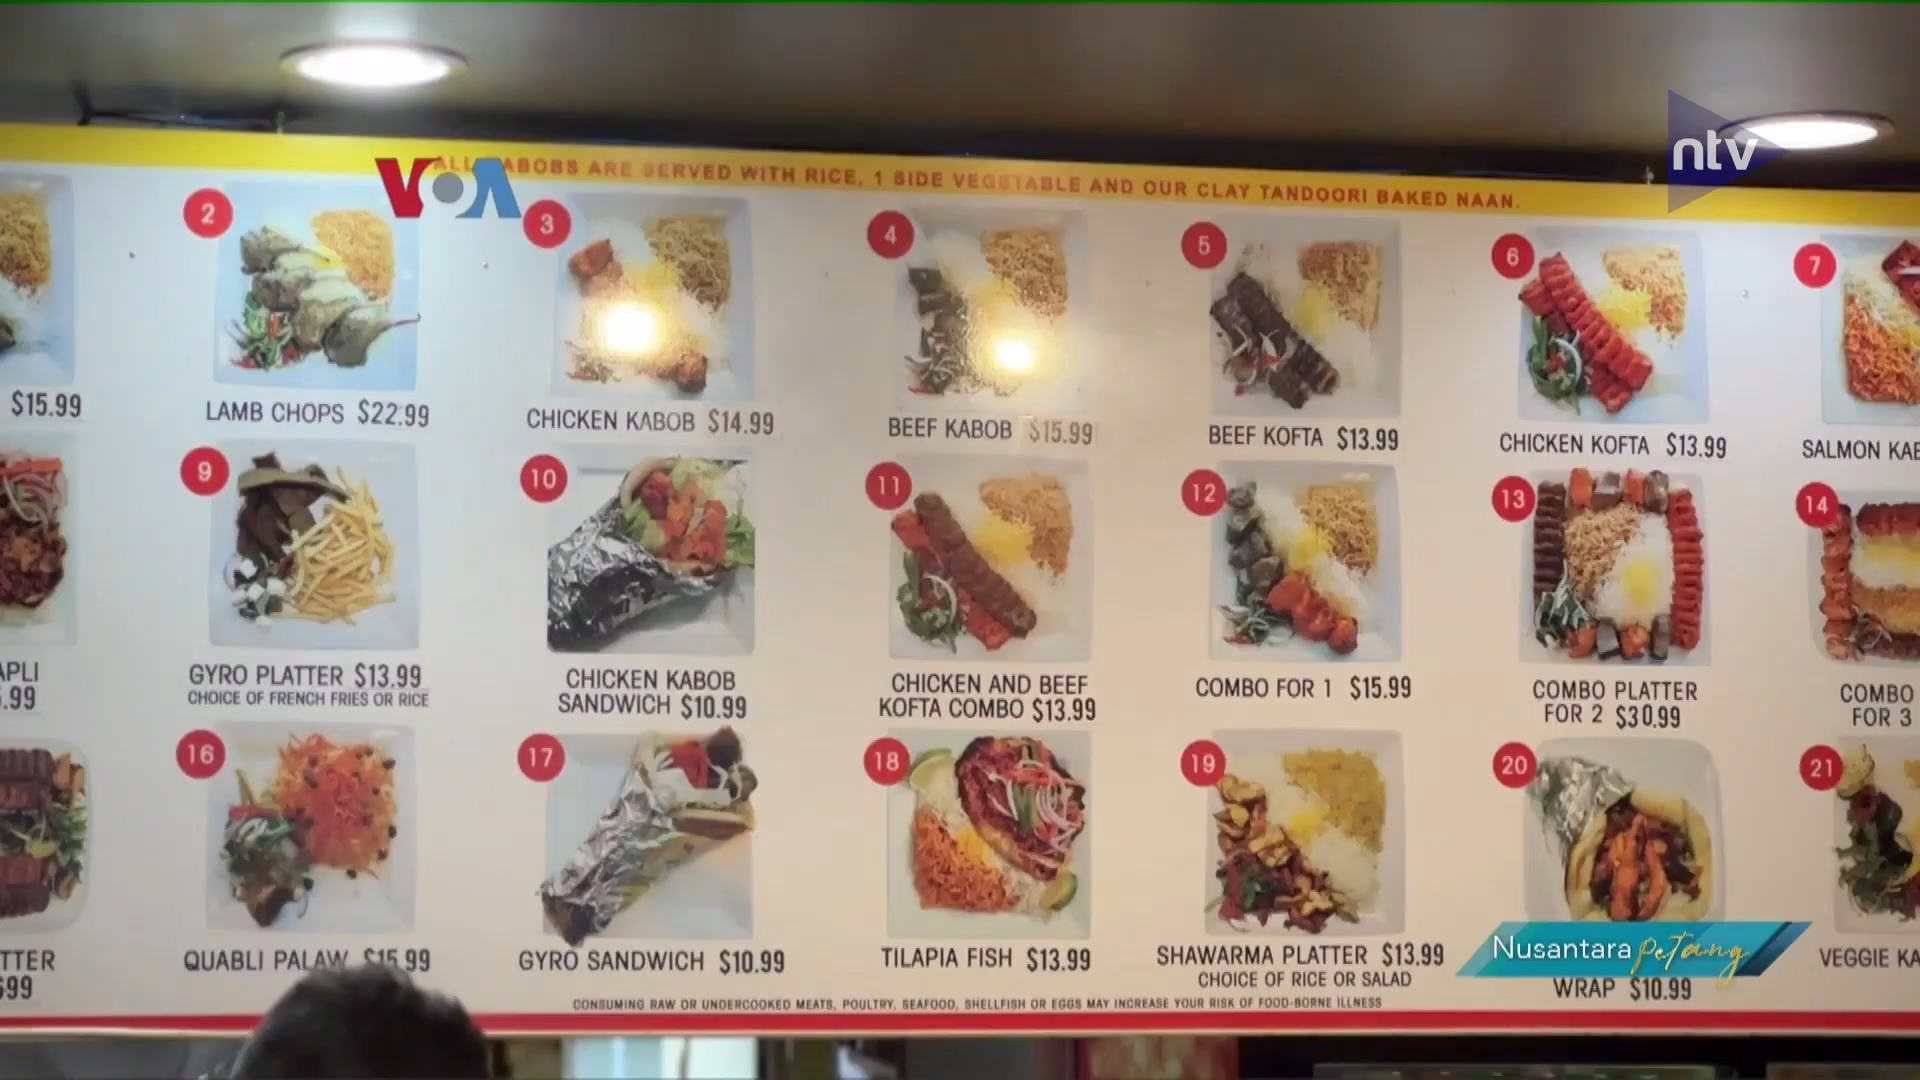 ntv
VOA
ALL KABOBS ARE SERVED WITH RICE, 1 SIDE VEGETABLE AND OUR CLAY TANDOORI BAKED NAAN.
2
3
4
5
6
7
$15.99
LAMB CHOPS $22.99
CHICKEN KABOB $14.99
BEEF KABOB $15.99
BEEF KOFTA $13.99
CHICKEN KOFTA $13.99
SALMON KAB
9
10
11
12
13
14
APLI
.99
GYRO PLATTER $13.99
CHOICE OF FRENCH FRIES OR RICE
CHICKEN KABOB
SANDWICH $10.99
CHICKEN AND BEEF
KOFTA COMBO $13.99
COMBO FOR 1 $15.99
COMBO PLATTER
FOR 2 $30.99
COMBO
FOR 3
16
17
18
19
20
21
TTER
$99
QUABLI PALAW $15.99
GYRO SANDWICH $10.99
TILAPIA FISH $13.99
SHAWARMA PLATTER $13.99
CHOICE OF RICE OR SALAD
Nusantara Petang
WRAP $10.99
VEGGIE KA
CONSUMING RAW OR UNDERCOOKED MEATS, POULTRY, SEAFOOD, SHELLFISH OR EGGS MAY INCREASE YOUR RISK OF FOOD-BORNE ILLNESS